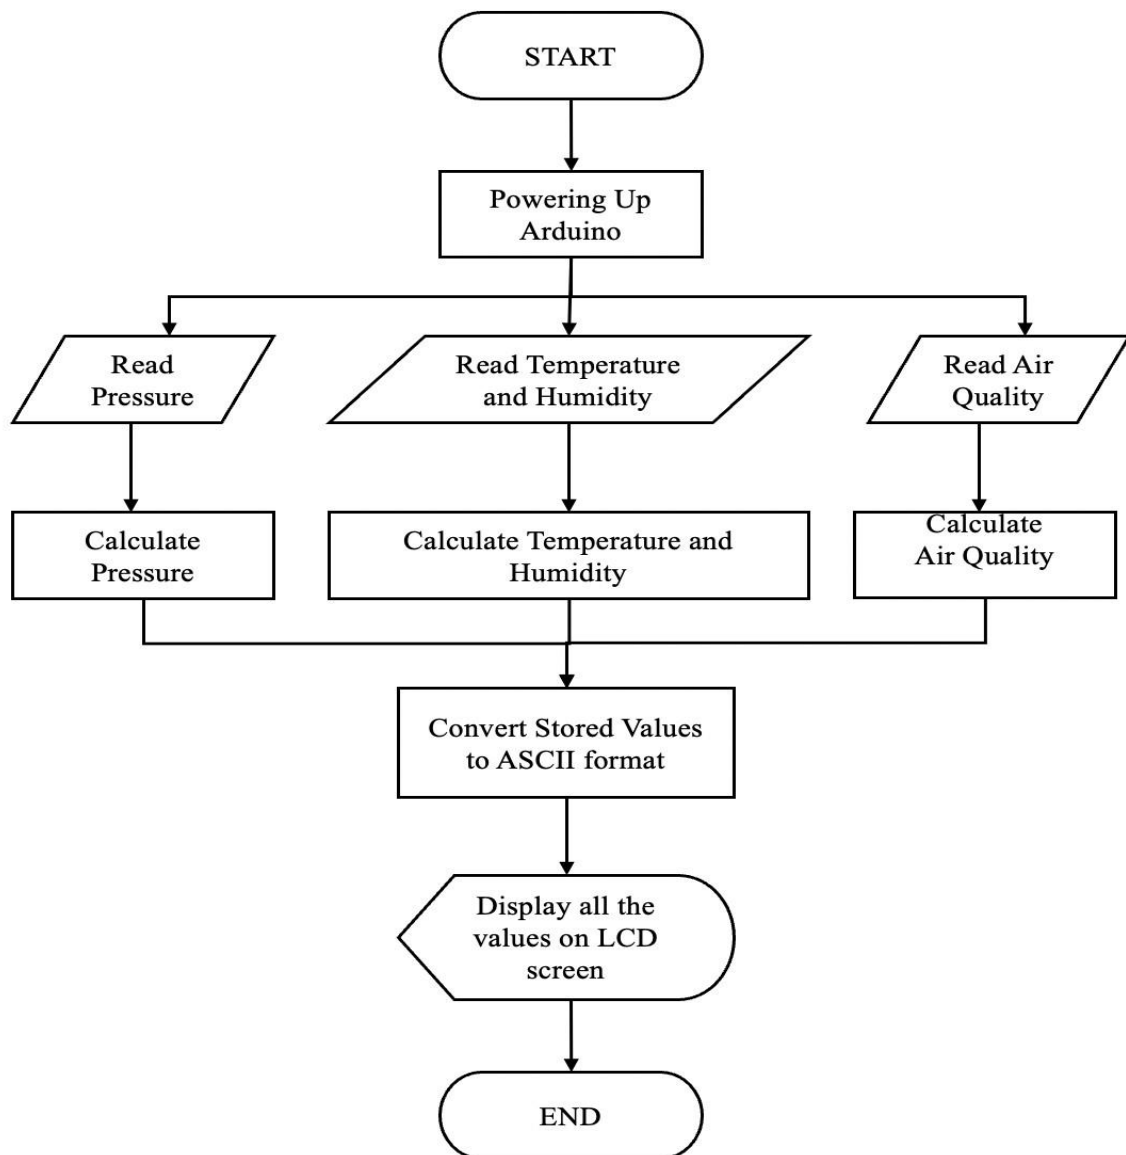 START
Powering Up
Arduino
Read
Pressure
Read Temperature
and Humidity
Read Air
Quality
Calculate
Pressure
Calculate Temperature and
Humidity
Calculate
Air Quality
Convert Stored Values
to ASCII format
Display all the
values on LCD
screen
END